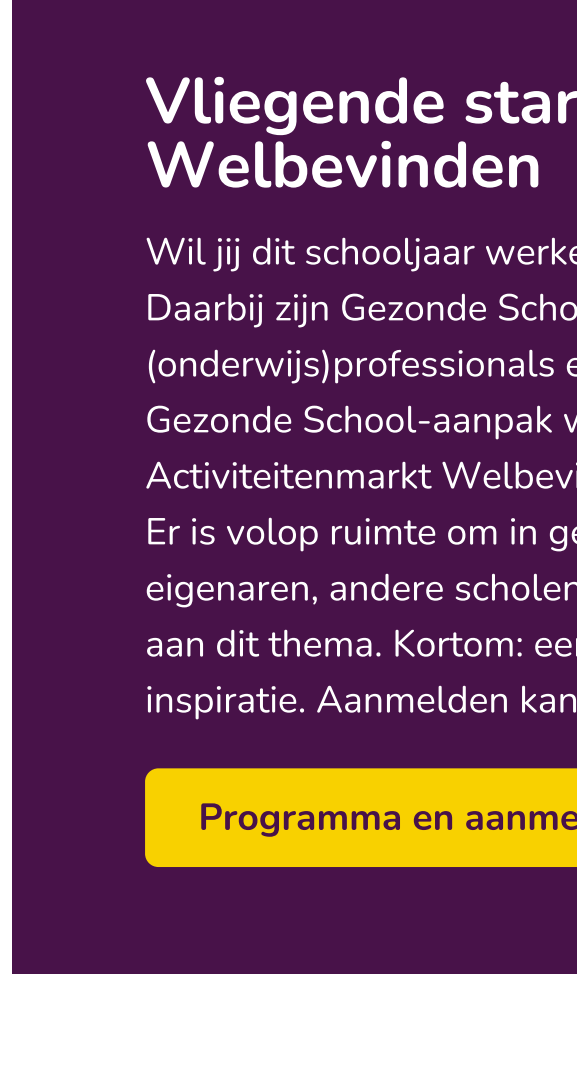 Vliegende star
Welbevinden
Wil jij dit schooljaar werke
Daarbij zijn Gezonde Scho
(onderwijs)professionals e
Gezonde School-aanpak w
Activiteitenmarkt Welbevi
Er is volop ruimte om in ge
eigenaren, andere scholen
aan dit thema. Kortom: een
inspiratie. Aanmelden kan
Programma en aanme